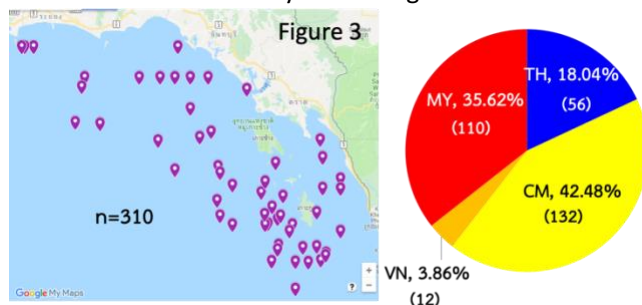 Figure 3
n=310
Google My Maps
?
+
−
TH, 18.04%
(56)
MY, 35.62%
(110)
CM, 42.48%
(132)
VN, 3.86%
(12)